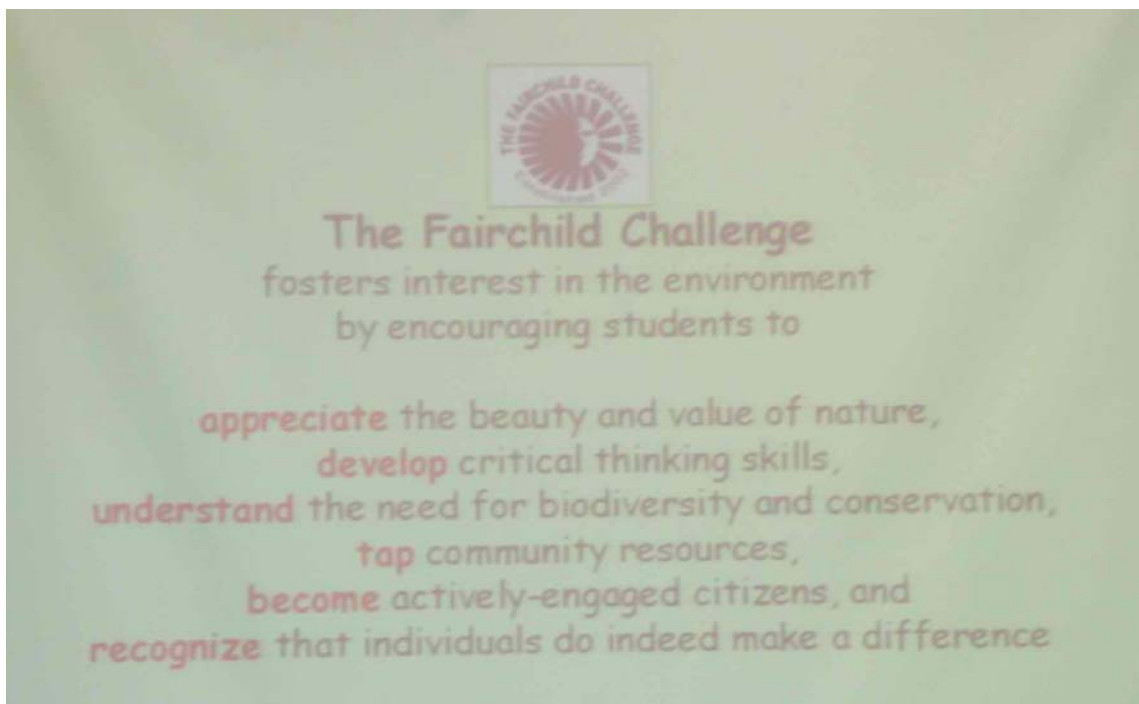 THE FAIRCHILD CHALLENGE
Established 2002
The Fairchild Challenge
fosters interest in the environment
by encouraging students to
appreciate the beauty and value of nature,
develop critical thinking skills,
understand the need for biodiversity and conservation,
tap community resources,
become actively-engaged citizens, and
recognize that individuals do indeed make a difference